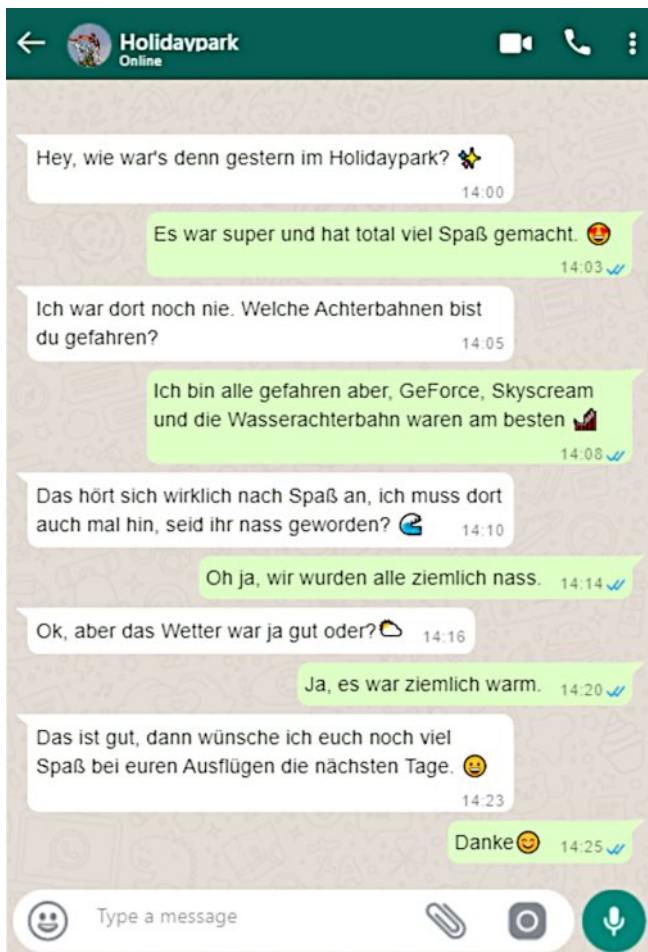 Holidaypark
Online
Hey, wie war's denn gestern im Holidaypark? ✨
14:00
Es war super und hat total viel Spaß gemacht. 😍
14:03
Ich war dort noch nie. Welche Achterbahnen bist
du gefahren?
14:05
Ich bin alle gefahren aber, GeForce, Skyscream
und die Wasserachterbahn waren am besten 🎢
14:08
Das hört sich wirklich nach Spaß an, ich muss dort
auch mal hin, seid ihr nass geworden? 🌊 14:10
Oh ja, wir wurden alle ziemlich nass. 14:14
Ok, aber das Wetter war ja gut oder?🌥 14:16
Ja, es war ziemlich warm. 14:20
Das ist gut, dann wünsche ich euch noch viel
Spaß bei euren Ausflügen die nächsten Tage. 😀
14:23
Danke😊 14:25
Type a message